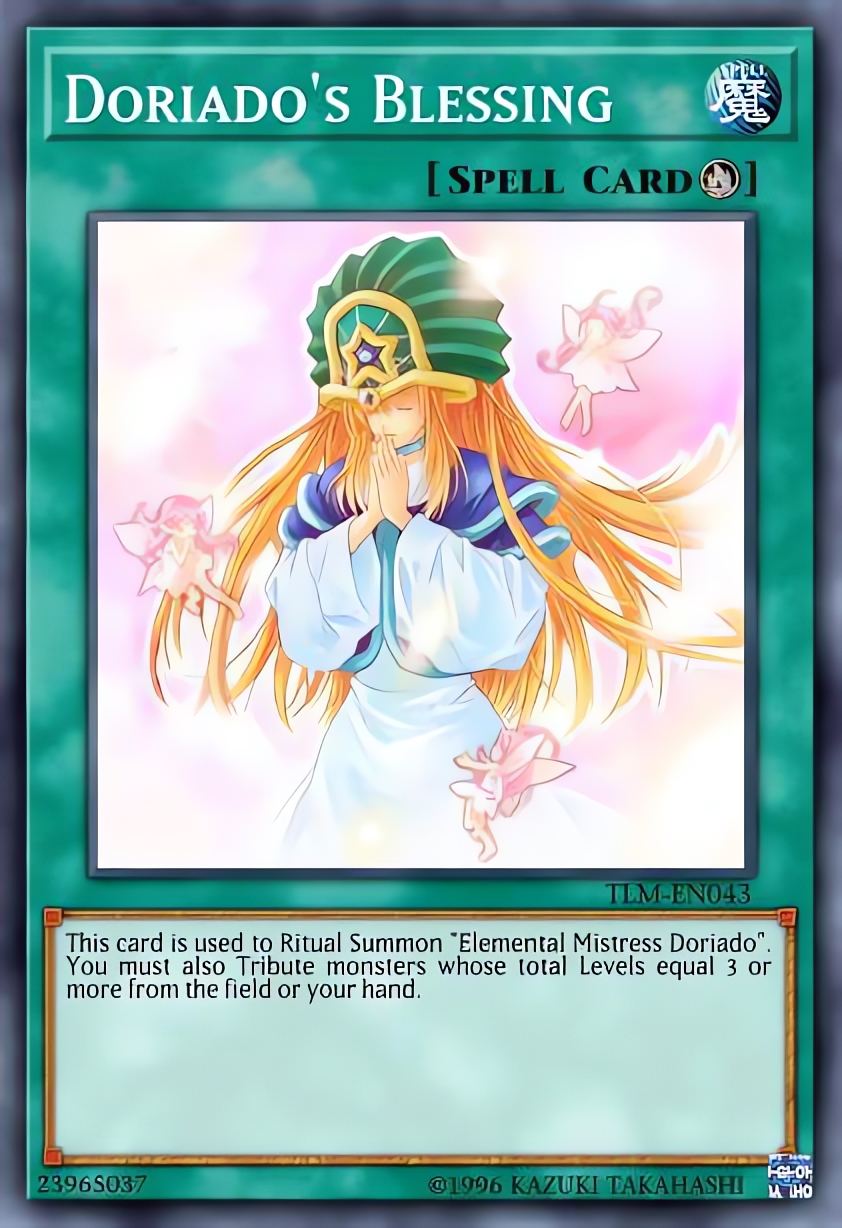 DORIADO'S BLESSING
魔
[SPELL CARD]
TLM-EN043
This card is used to Ritual Summon "Elemental Mistress Doriado".
You must also Tribute monsters whose total Levels equal 3 or
more from the field or your hand.
©1996 KAZUKI TAKAHASHI